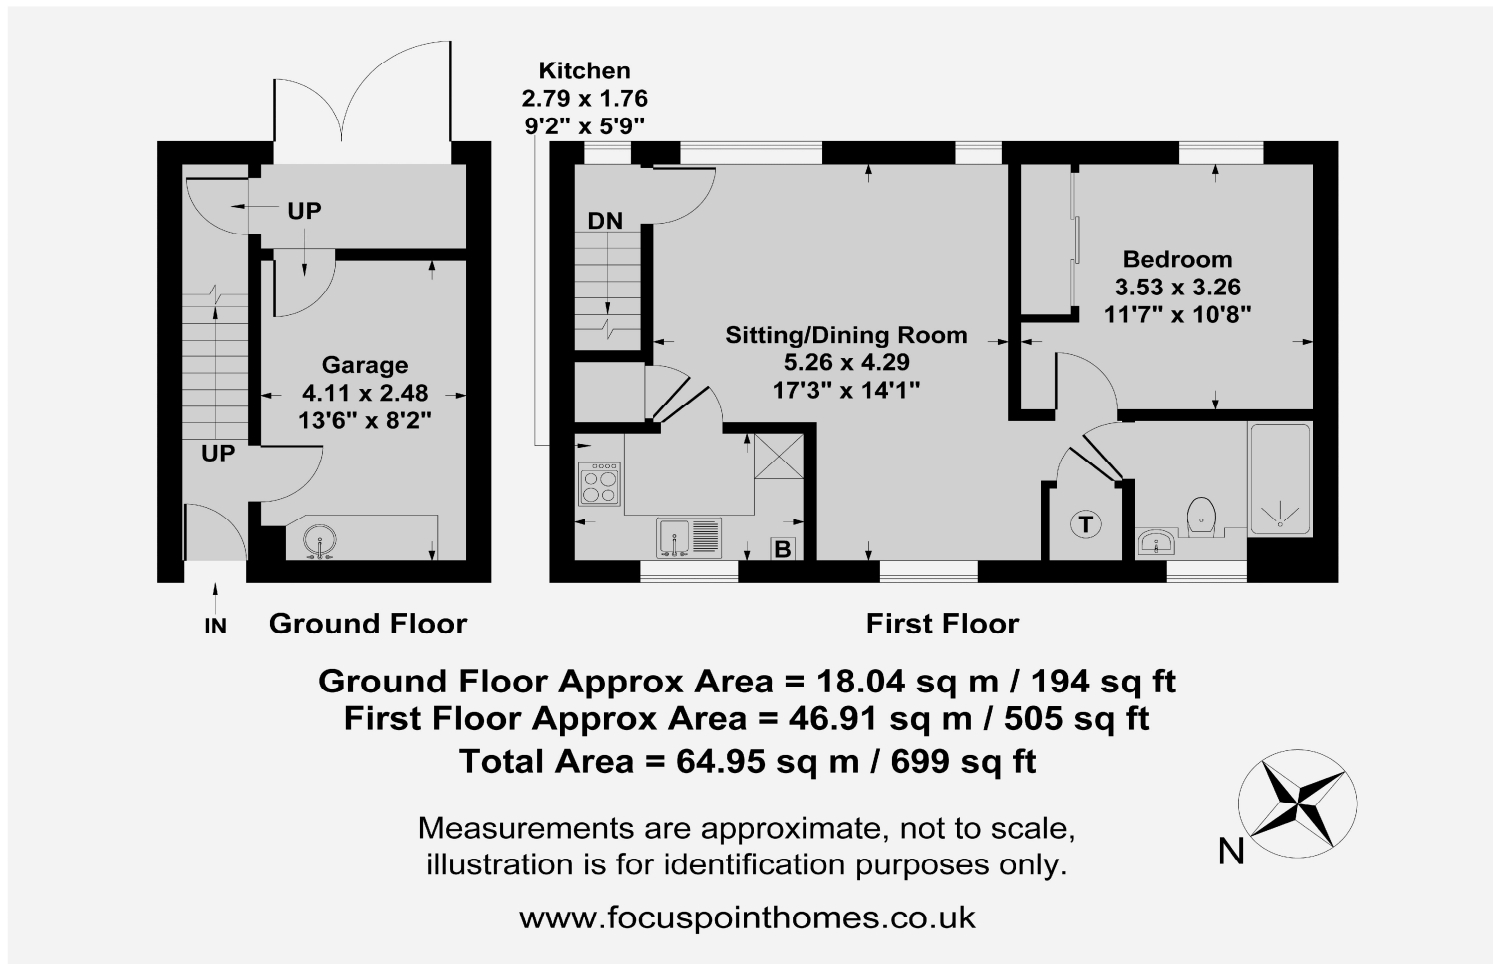 Kitchen
2.79 x 1.76
9'2" x 5'9"
UP
Garage
4.11 x 2.48
13'6" x 8'2"
UP
IN
Ground Floor
DN
Sitting/Dining Room
5.26 x 4.29
17'3" x 14'1"
Bedroom
3.53 x 3.26
11'7" x 10'8"
B
T
First Floor
Ground Floor Approx Area = 18.04 sq m / 194 sq ft
First Floor Approx Area = 46.91 sq m / 505 sq ft
Total Area = 64.95 sq m / 699 sq ft
Measurements are approximate, not to scale,
illustration is for identification purposes only.
www.focuspointhomes.co.uk
N